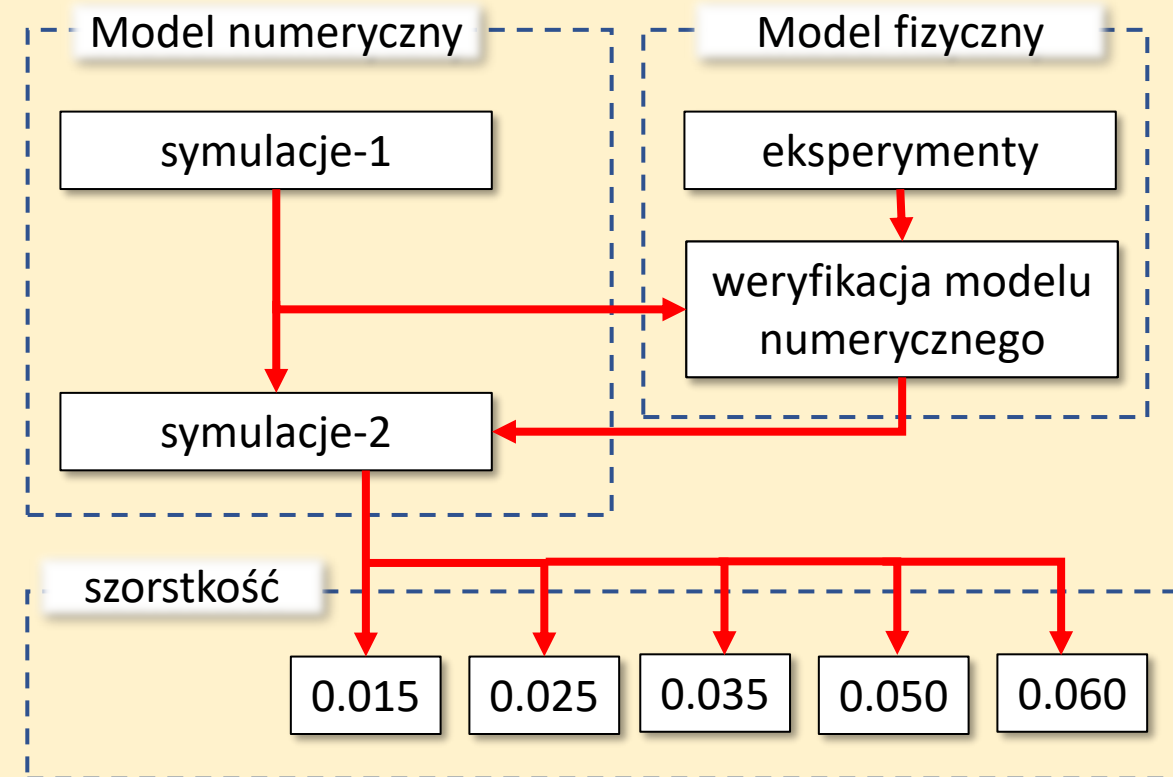 Model numeryczny
Model fizyczny
symulacje-1
eksperymenty
weryfikacja modelu
numerycznego
symulacje-2
szorstkość
0.015
0.025
0.035
0.050
0.060